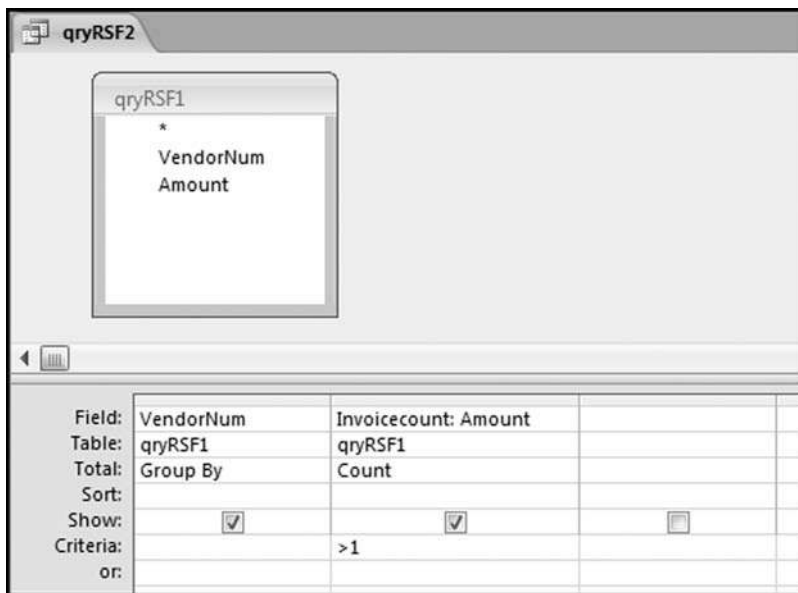 qryRSF2
qryRSF1
*
VendorNum
Amount
Field: VendorNum Invoicecount: Amount
Table: qryRSF1 qryRSF1
Total: Group By Count
Sort:
Show:
Criteria: >1
or: